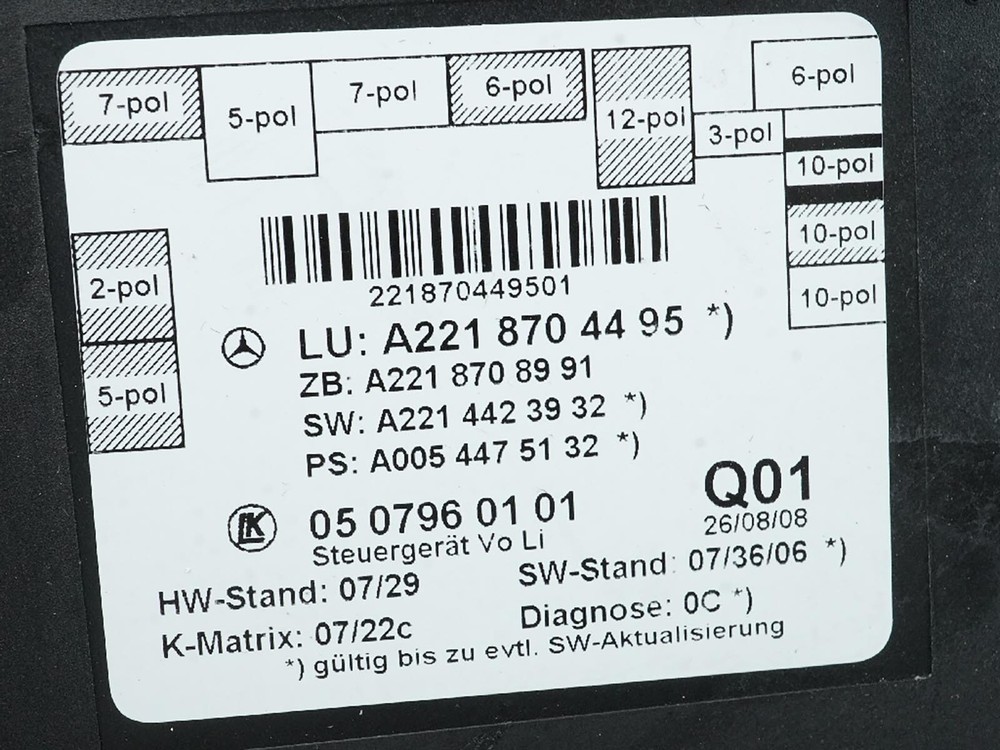 7-pol
5-pol
7-pol
6-pol
12-pol
3-pol
6-pol
10-pol
10-pol
10-pol
2-pol
5-pol
221870449501
LU: A221 870 44 95 *)
ZB: A221 870 89 91
SW: A221 442 39 32 *)
PS: A005 447 51 32 *)
LK 05 0796 01 01
Q01
26/08/08
Steuergerät Vo Li
HW-Stand: 07/29
SW-Stand: 07/36/06 *)
K-Matrix: 07/22c
Diagnose: 0C *)
*) gültig bis zu evtl. SW-Aktualisierung